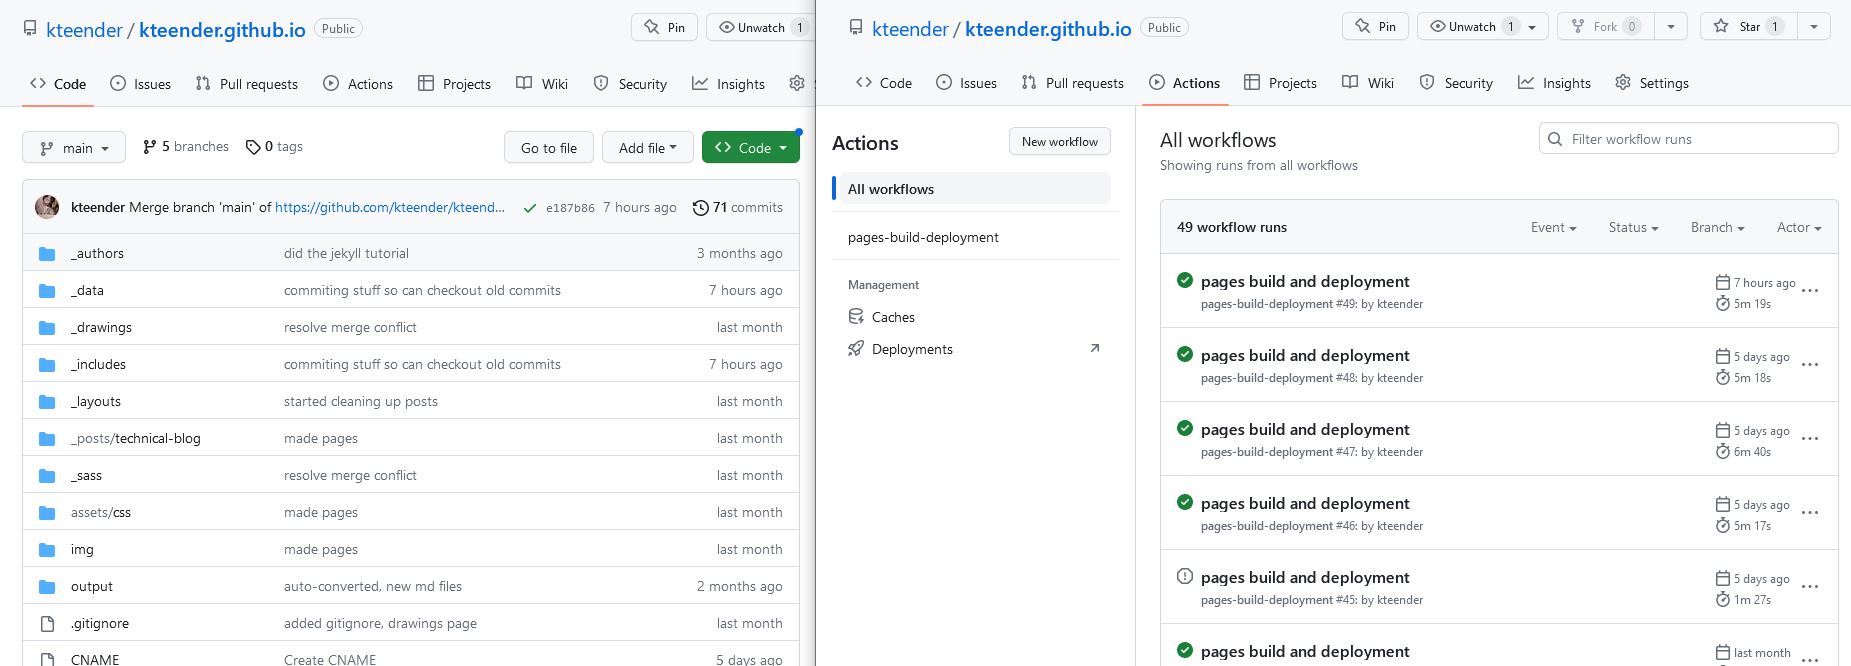 kteender / kteender.github.io Public
Pin
Unwatch 1
Code
Issues
Pull requests
Actions
Projects
Wiki
Security
Insights
main
5 branches
0 tags
Go to file
Add file
Code
kteender Merge branch 'main' of https://github.com/kteender/kteend... e187b86 7 hours ago 71 commits
_authors did the jekyll tutorial 3 months ago
_data commiting stuff so can checkout old commits 7 hours ago
_drawings resolve merge conflict last month
_includes commiting stuff so can checkout old commits 7 hours ago
_layouts started cleaning up posts last month
_posts/technical-blog made pages last month
_sass resolve merge conflict last month
assets/css made pages last month
img made pages last month
output auto-converted, new md files 2 months ago
.gitignore added gitignore, drawings page last month
CNAME Create CNAME 5 days ago
kteender / kteender.github.io Public
Pin
Unwatch 1
Fork 0
Star 1
Code
Issues
Pull requests
Actions
Projects
Wiki
Security
Insights
Settings
Actions
New workflow
All workflows
pages-build-deployment
Management
Caches
Deployments
All workflows
Showing runs from all workflows
Filter workflow runs
49 workflow runs
Event
Status
Branch
Actor
pages build and deployment
pages-build-deployment #49: by kteender
7 hours ago
5m 19s
pages build and deployment
pages-build-deployment #48: by kteender
5 days ago
5m 18s
pages build and deployment
pages-build-deployment #47: by kteender
5 days ago
6m 40s
pages build and deployment
pages-build-deployment #46: by kteender
5 days ago
5m 17s
pages build and deployment
pages-build-deployment #45: by kteender
5 days ago
1m 27s
pages build and deployment
last month